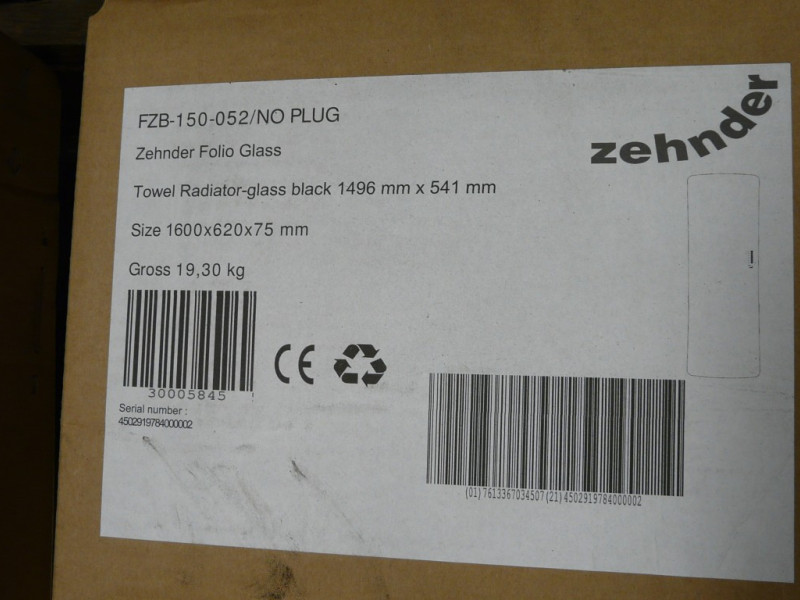 FZB-150-052/NO PLUG
zehnder
Zehnder Folio Glass
Towel Radiator-glass black 1496 mm x 541 mm
Size 1600x620x75 mm
Gross 19,30 kg
CE
30005845
Serial number :
4502919784000002
(01)7613367034507(21)4502919784000002